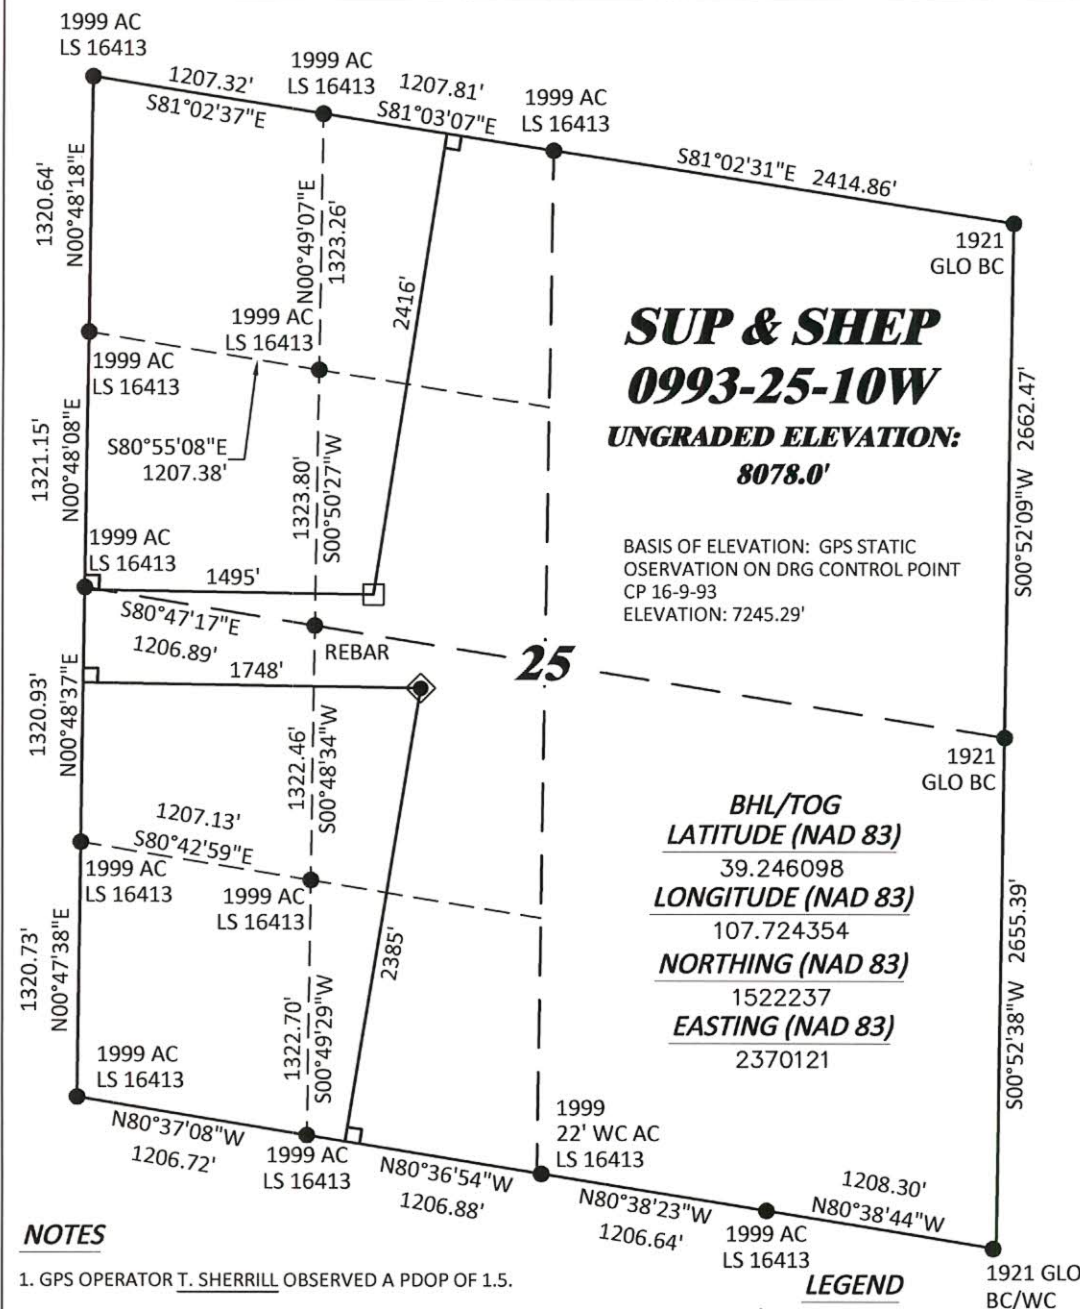 1999 AC
LS 16413
1207.32'
S81°02'37"E
1999 AC
LS 16413
1207.81'
S81°03'07"E
1999 AC
LS 16413
S81°02'31"E 2414.86'
1921
GLO BC
1320.64'
N00°48'18"E
N00°49'07"E
1323.26'
2416'
1999 AC
LS 16413
1999 AC
LS 16413
S80°55'08"E
1207.38'
SUP & SHEP
0993-25-10W
UNGRADED ELEVATION:
8078.0'
S00°52'09"W 2662.47'
1321.15'
N00°48'08"E
1323.80'
S00°50'27"W
BASIS OF ELEVATION: GPS STATIC
OSERVATION ON DRG CONTROL POINT
CP 16-9-93
ELEVATION: 7245.29'
1999 AC
LS 16413
1495'
S80°47'17"E
1206.89'
REBAR
25
1748'
1320.93'
N00°48'37"E
1322.46'
S00°48'34"W
1921
GLO BC
1207.13'
S80°42'59"E
1999 AC
LS 16413
1999 AC
LS 16413
BHL/TOG
LATITUDE (NAD 83)
39.246098
LONGITUDE (NAD 83)
107.724354
NORTHING (NAD 83)
1522237
EASTING (NAD 83)
2370121
S00°52'38"W 2655.39'
1320.73'
N00°47'38"E
2385'
1322.70'
S00°49'29"W
1999 AC
LS 16413
N80°37'08"W
1206.72'
1999 AC
LS 16413
N80°36'54"W
1206.88'
1999
22' WC AC
LS 16413
N80°38'23"W
1206.64'
1999 AC
LS 16413
1208.30'
N80°38'44"W
1921 GLO
BC/WC
NOTES
1. GPS OPERATOR T. SHERRILL OBSERVED A PDOP OF 1.5.
LEGEND